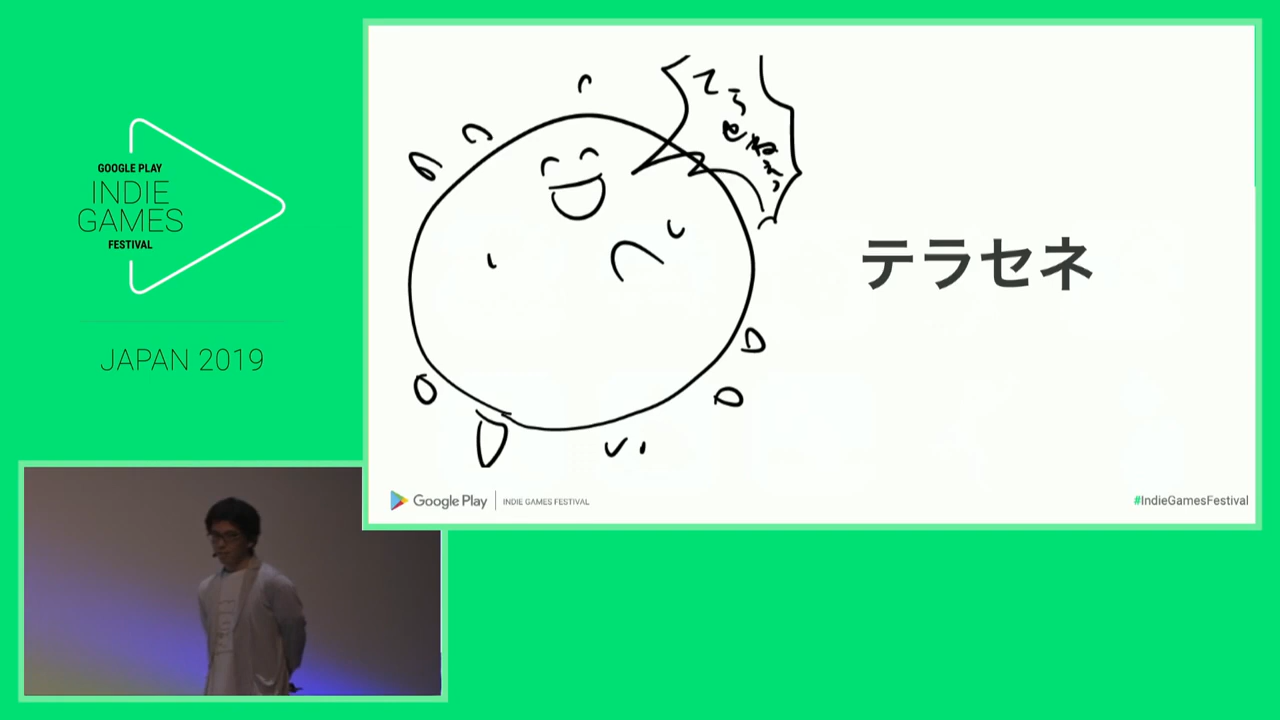 GOOGLE PLAY
INDIE
GAMES
FESTIVAL
JAPAN 2019
てら
せねぇ
テラセネ
Google Play
INDIE GAMES FESTIVAL
#IndieGamesFestival